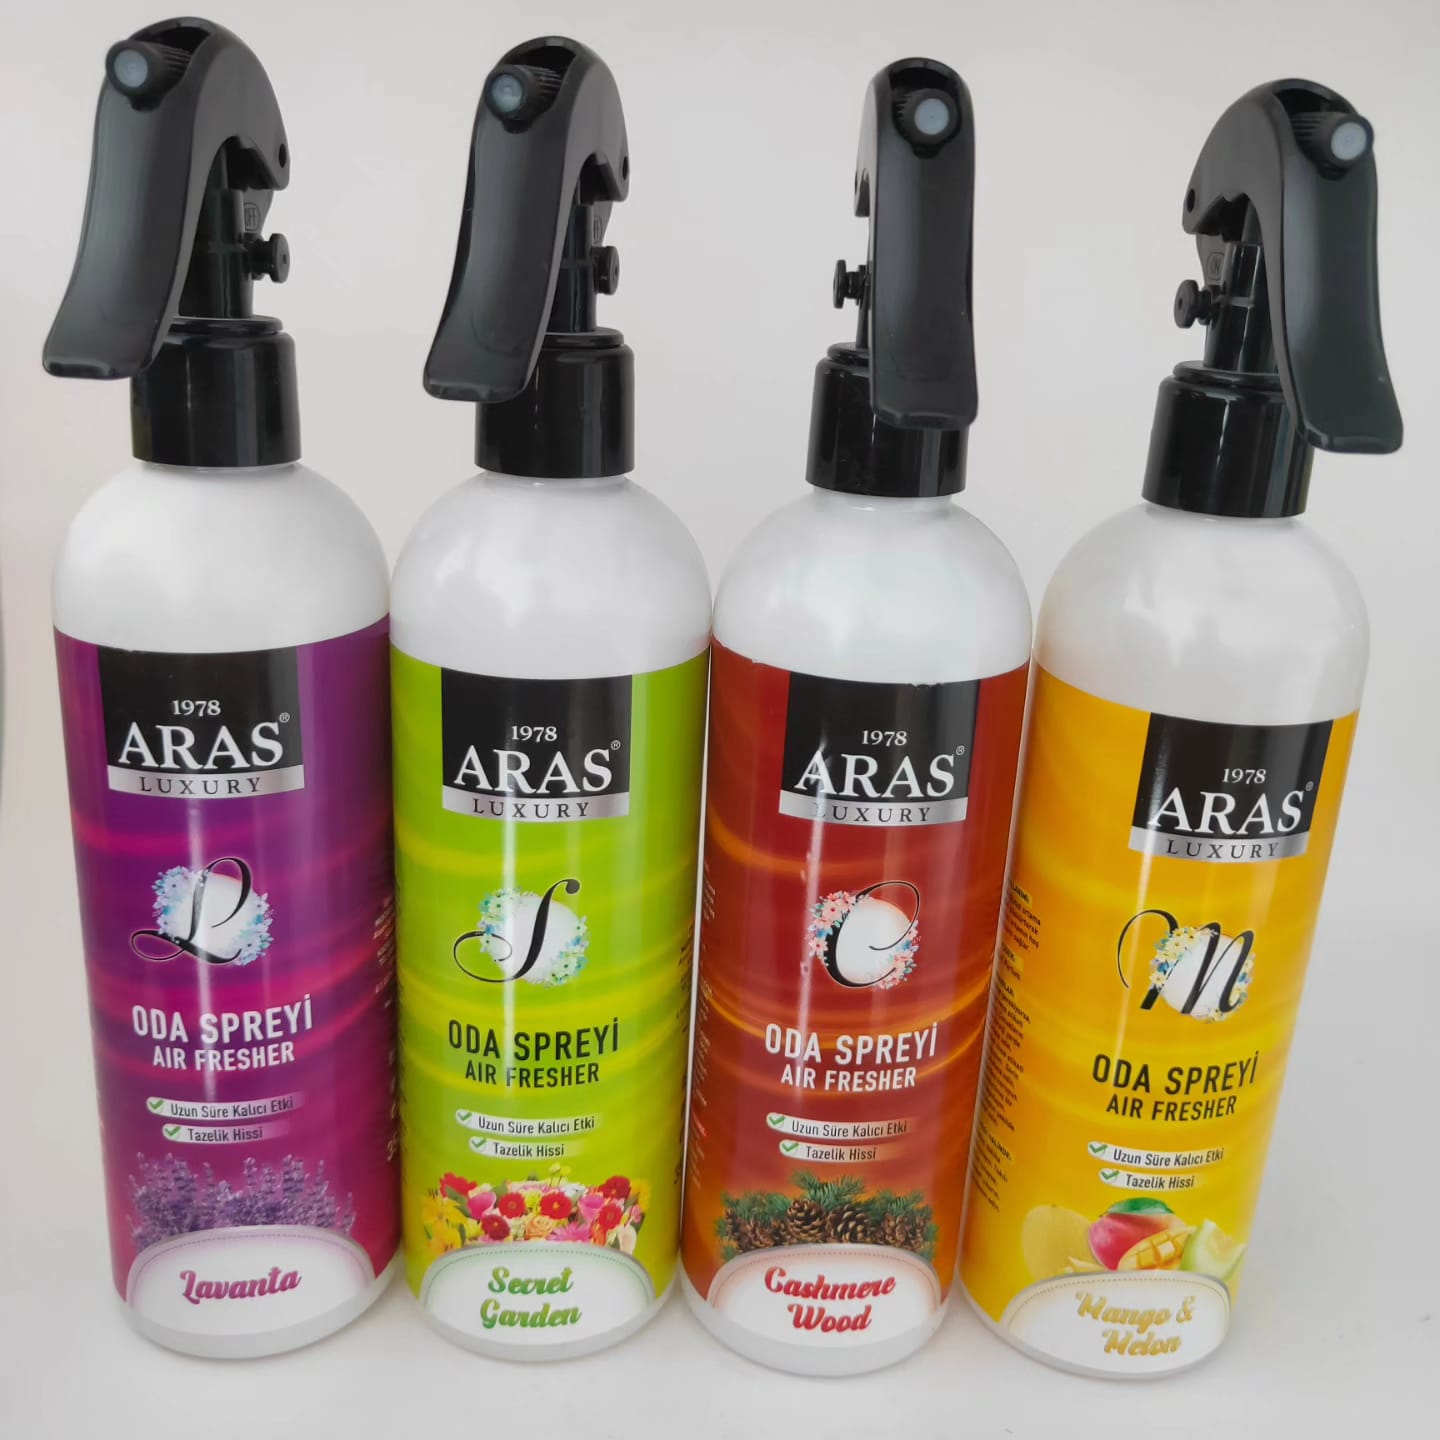 1978
ARAS®
LUXURY
L
ODA SPREYİ
AIR FRESHER
Uzun Süre Kalıcı Etki
Tazelik Hissi
Lavanta
OFF
1978
ARAS®
LUXURY
S
ODA SPREYİ
AIR FRESHER
Uzun Süre Kalıcı Etki
Tazelik Hissi
Secret
Garden
1978
ARAS®
LUXURY
C
ODA SPREYİ
AIR FRESHER
Uzun Süre Kalıcı Etki
Tazelik Hissi
Cashmere
Wood
ON
1978
ARAS®
LUXURY
M
ODA SPREYİ
AIR FRESHER
Uzun Süre Kalıcı Etki
Tazelik Hissi
Mango &
Melon